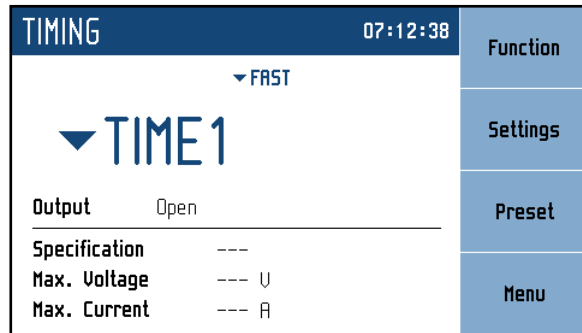 TIMING 07:12:38
FAST
TIME1
Output Open
Specification ---
Max. Voltage --- V
Max. Current --- A
Function
Settings
Preset
Menu